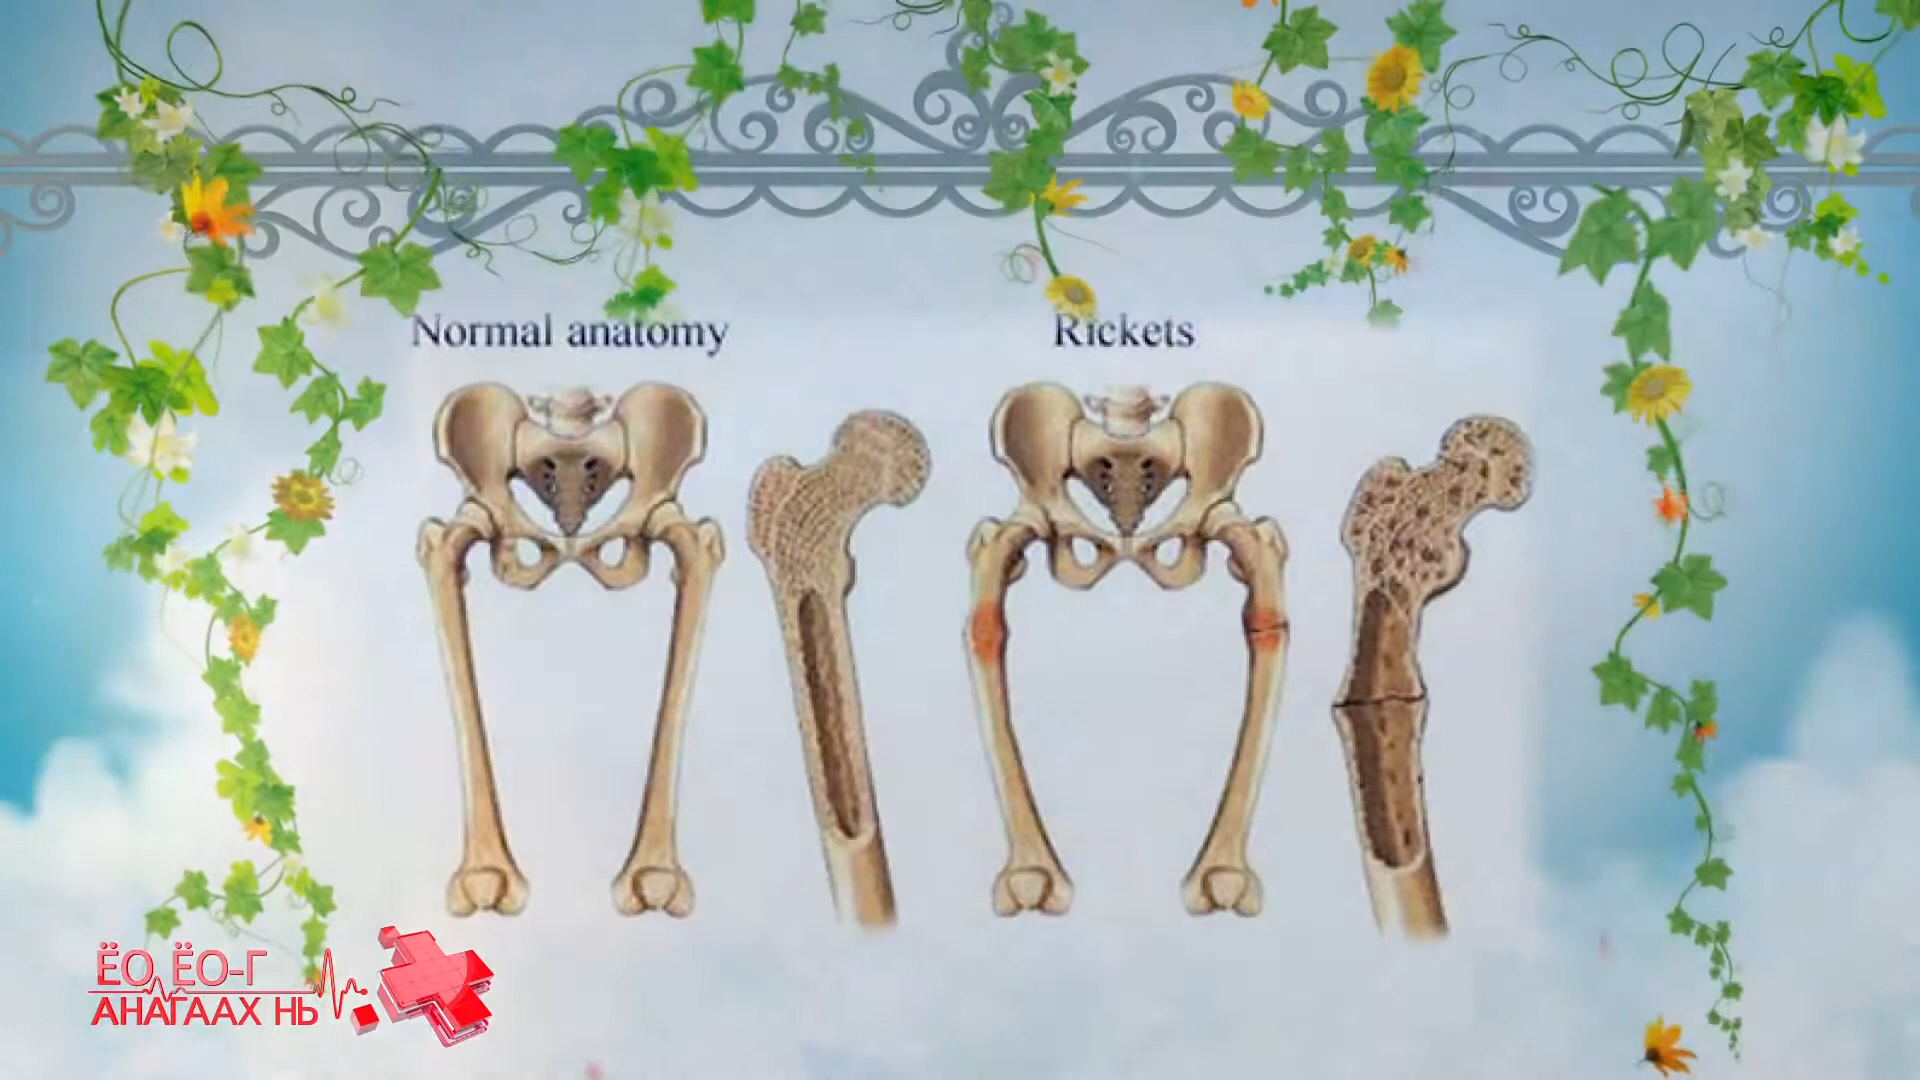 Normal anatomy
Rickets
ЁО, ЁО-Г
АНАГААХ НЬ